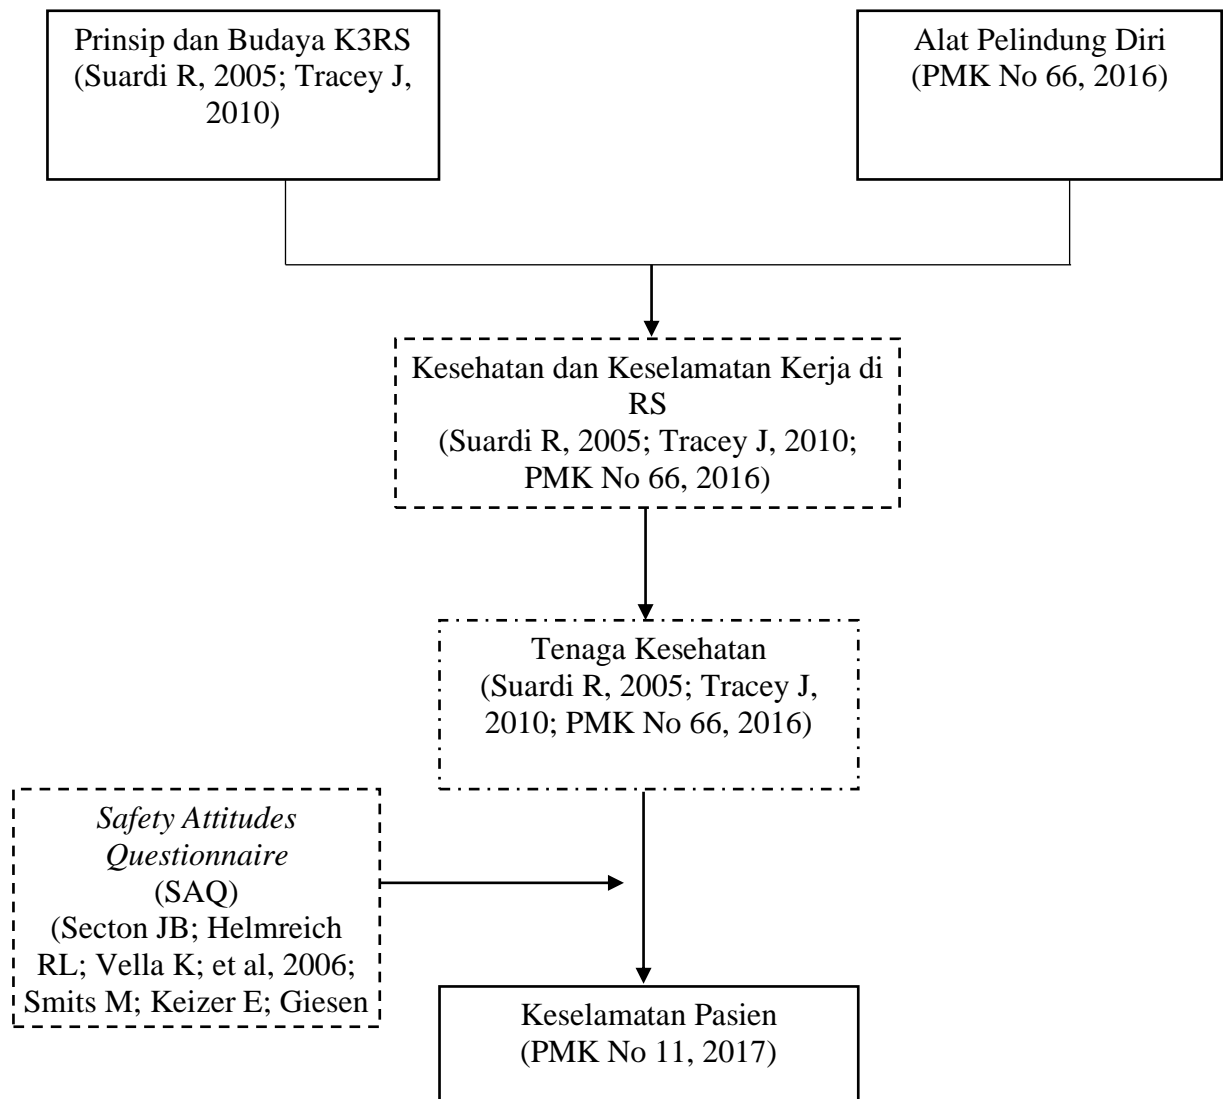 Prinsip dan Budaya K3RS
(Suardi R, 2005; Tracey J,
2010)
Alat Pelindung Diri
(PMK No 66, 2016)
Kesehatan dan Keselamatan Kerja di
RS
(Suardi R, 2005; Tracey J, 2010;
PMK No 66, 2016)
Tenaga Kesehatan
(Suardi R, 2005; Tracey J,
2010; PMK No 66, 2016)
Safety Attitudes
Questionnaire
(SAQ)
(Secton JB; Helmreich
RL; Vella K; et al, 2006;
Smits M; Keizer E; Giesen
Keselamatan Pasien
(PMK No 11, 2017)